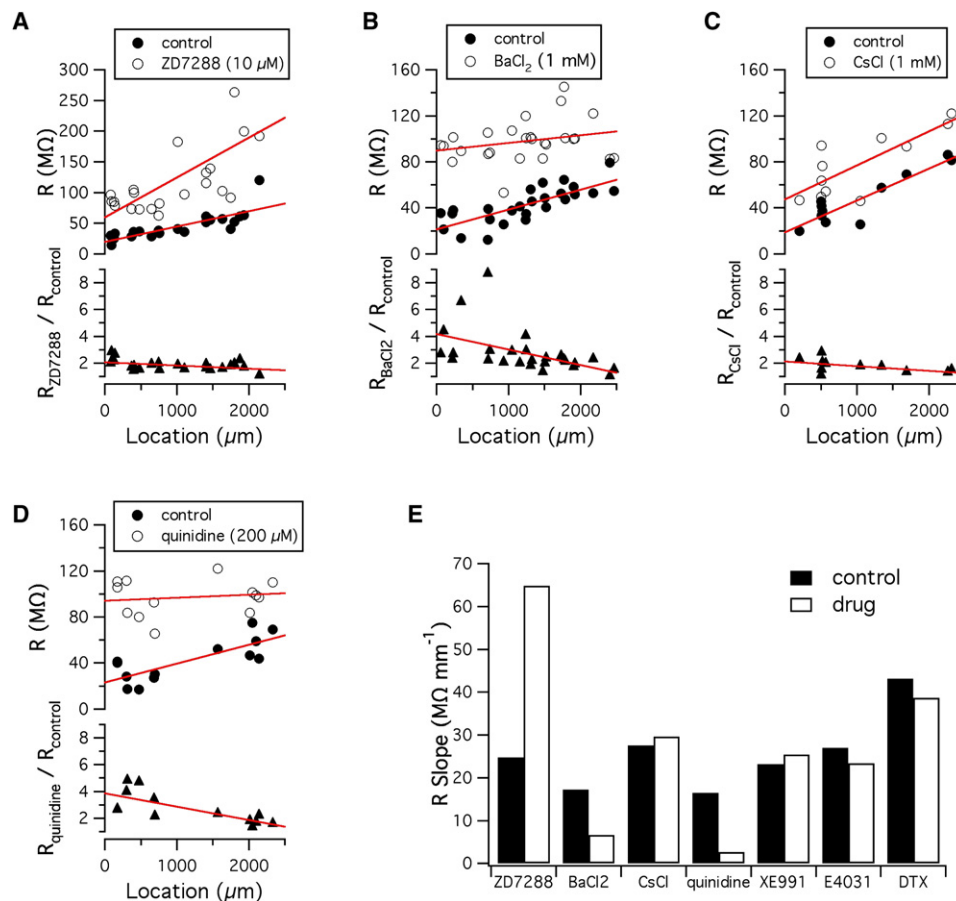 A
control
ZD7288 (10 µM)
300
250
200
150
100
50
0
R (MΩ)
8
6
4
2
R_ZD7288 / R_control
0
1000
2000
Location (µm)
B
control
BaCl₂ (1 mM)
160
120
80
40
0
R (MΩ)
8
6
4
2
R_BaCl2 / R_control
0
1000
2000
Location (µm)
C
control
CsCl (1 mM)
160
120
80
40
0
R (MΩ)
8
6
4
2
R_CsCl / R_control
0
1000
2000
Location (µm)
D
control
quinidine (200 µM)
160
120
80
40
0
R (MΩ)
8
6
4
2
R_quinidine / R_control
0
1000
2000
Location (µm)
E
control
drug
70
60
50
40
30
20
10
0
R Slope (MΩ mm⁻¹)
ZD7288
BaCl2
CsCl
quinidine
XE991
E4031
DTX